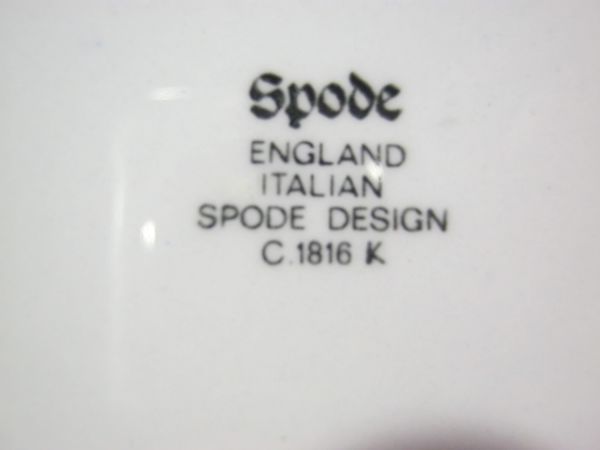 Spode
ENGLAND
ITALIAN
SPODE DESIGN
C.1816 K